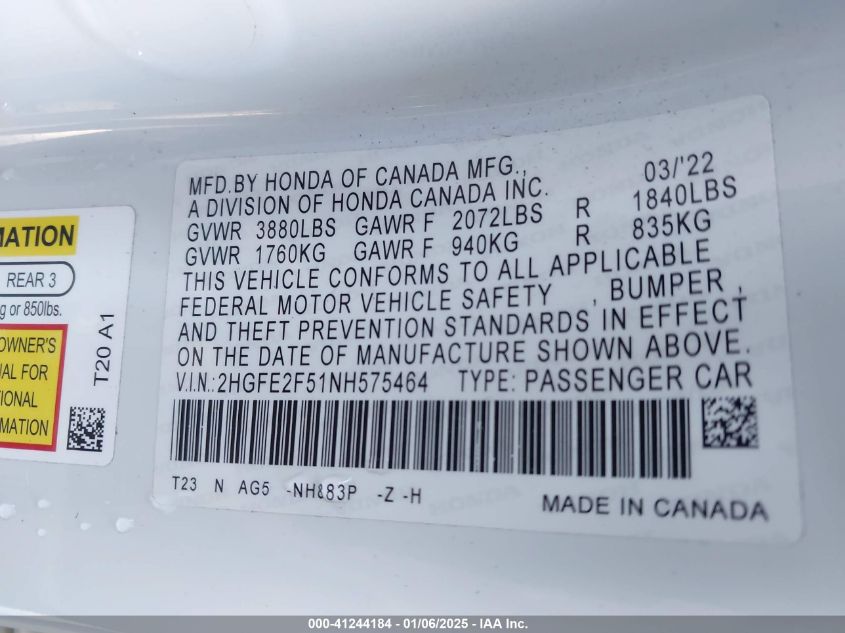 MATION
REAR 3
g or 850lbs.
OWNER'S
UAL FOR
TIONAL
MATION
T20 A1
MFD.BY HONDA OF CANADA MFG., 03/'22
A DIVISION OF HONDA CANADA INC.
GVWR 3880LBS GAWR F 2072LBS R 1840LBS
GVWR 1760KG GAWR F 940KG R 835KG
THIS VEHICLE CONFORMS TO ALL APPLICABLE
FEDERAL MOTOR VEHICLE SAFETY , BUMPER ,
AND THEFT PREVENTION STANDARDS IN EFFECT
ON THE DATE OF MANUFACTURE SHOWN ABOVE.
V.I.N.: 2HGFE2F51NH575464 TYPE: PASSENGER CAR
T23 N AG5 -NH883P -Z -H
MADE IN CANADA
000-41244184 - 01/06/2025 - IAA Inc.